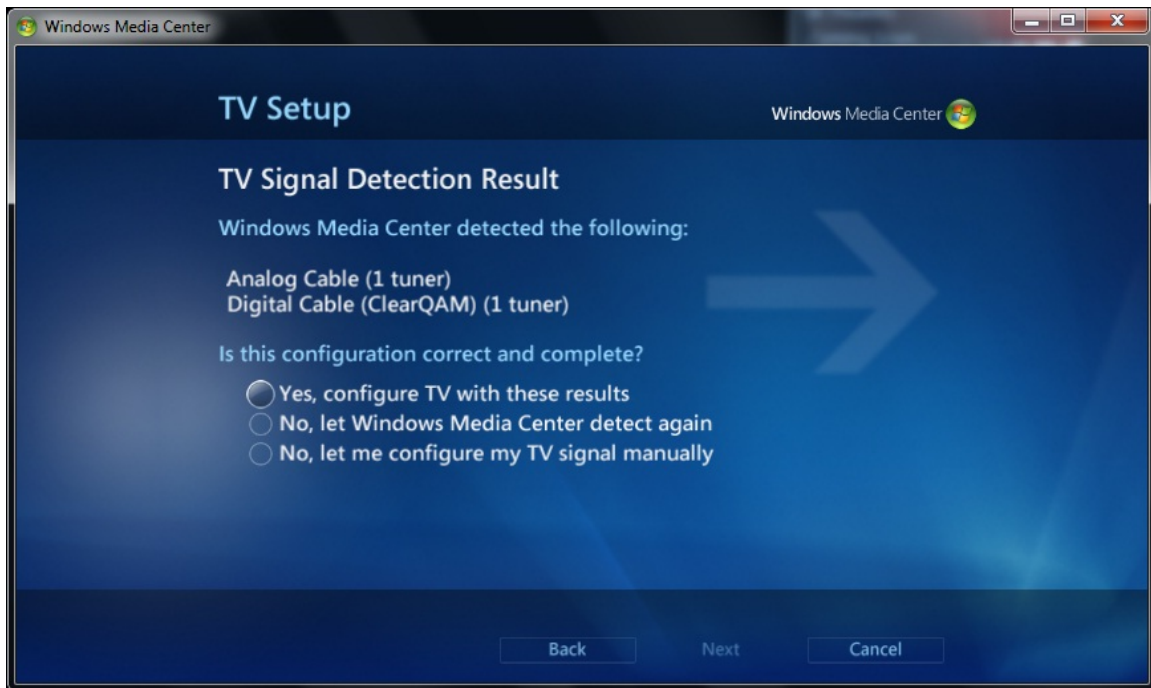 Windows Media Center
TV Setup
Windows Media Center
TV Signal Detection Result
Windows Media Center detected the following:
Analog Cable (1 tuner)
Digital Cable (ClearQAM) (1 tuner)
Is this configuration correct and complete?
Yes, configure TV with these results
No, let Windows Media Center detect again
No, let me configure my TV signal manually
Back Next Cancel